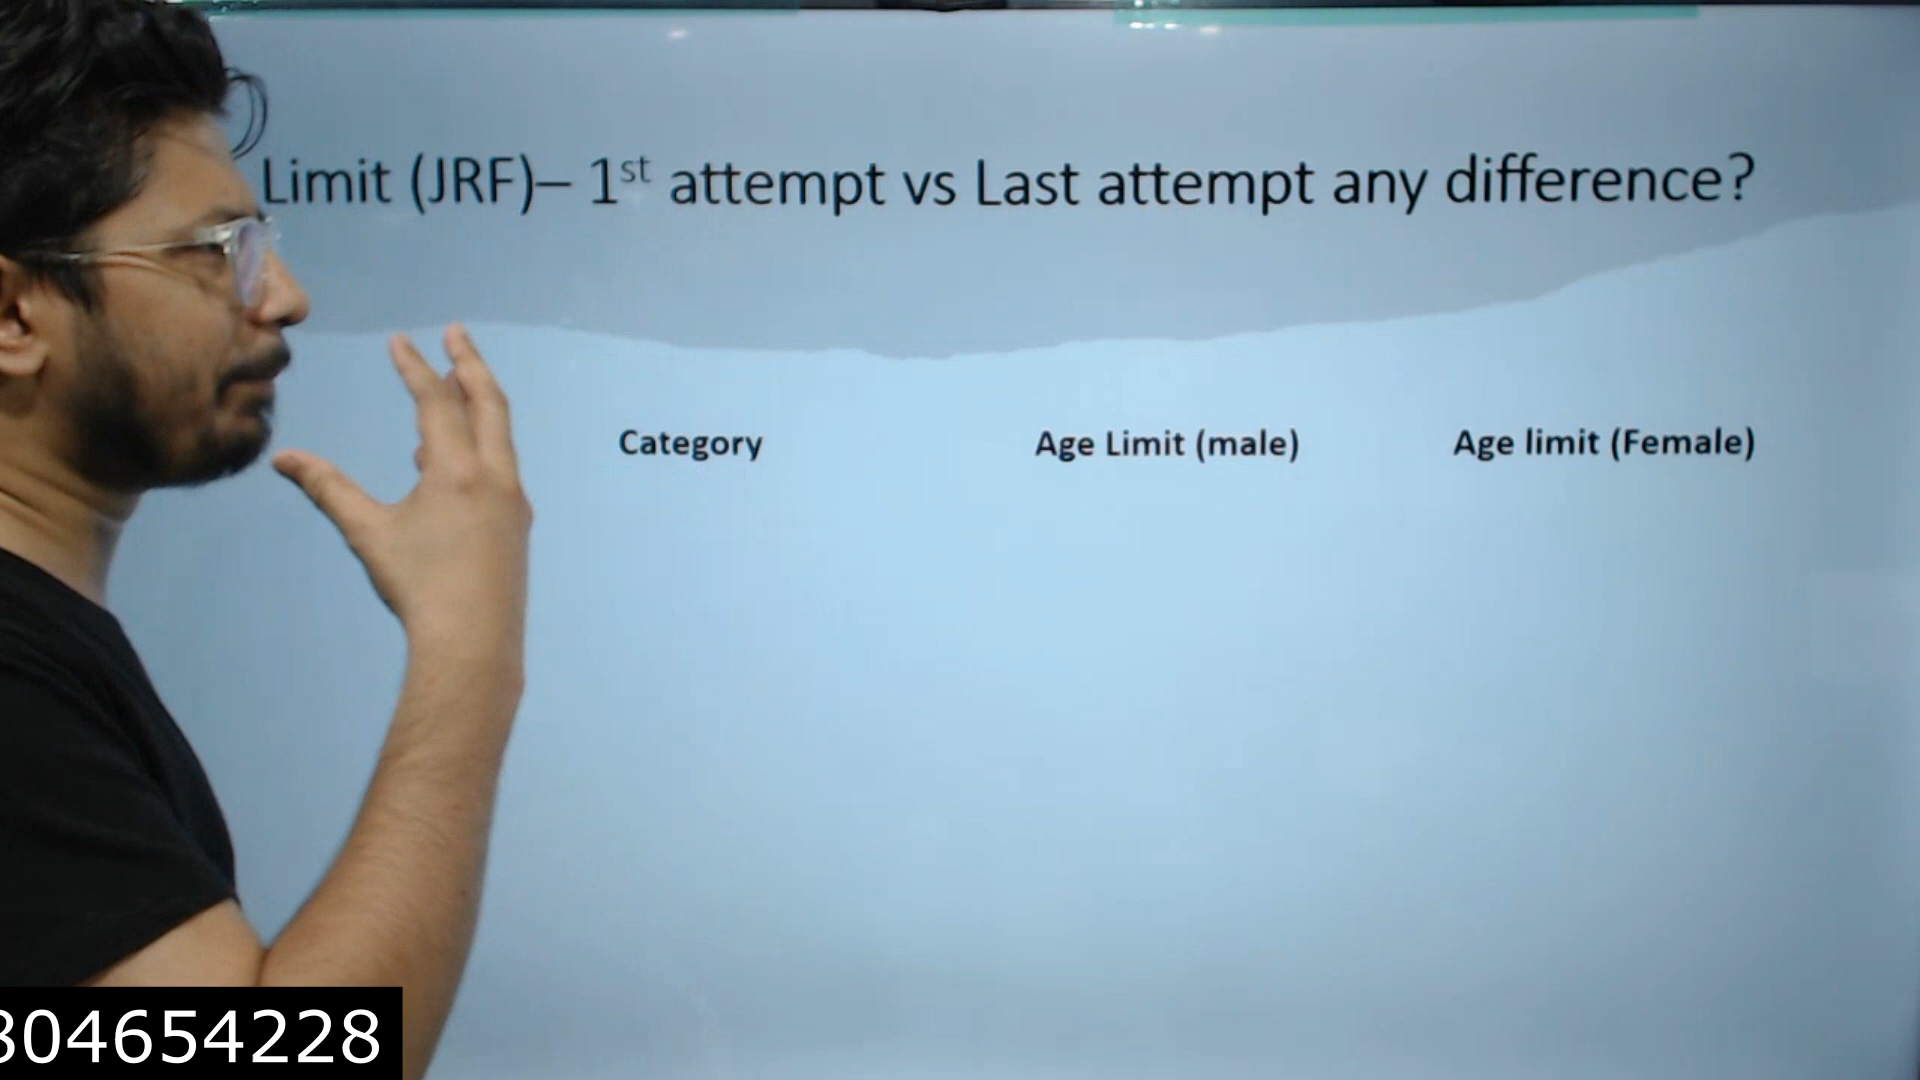 Limit (JRF)– 1st attempt vs Last attempt any difference?
Category Age Limit (male) Age limit (Female)
304654228